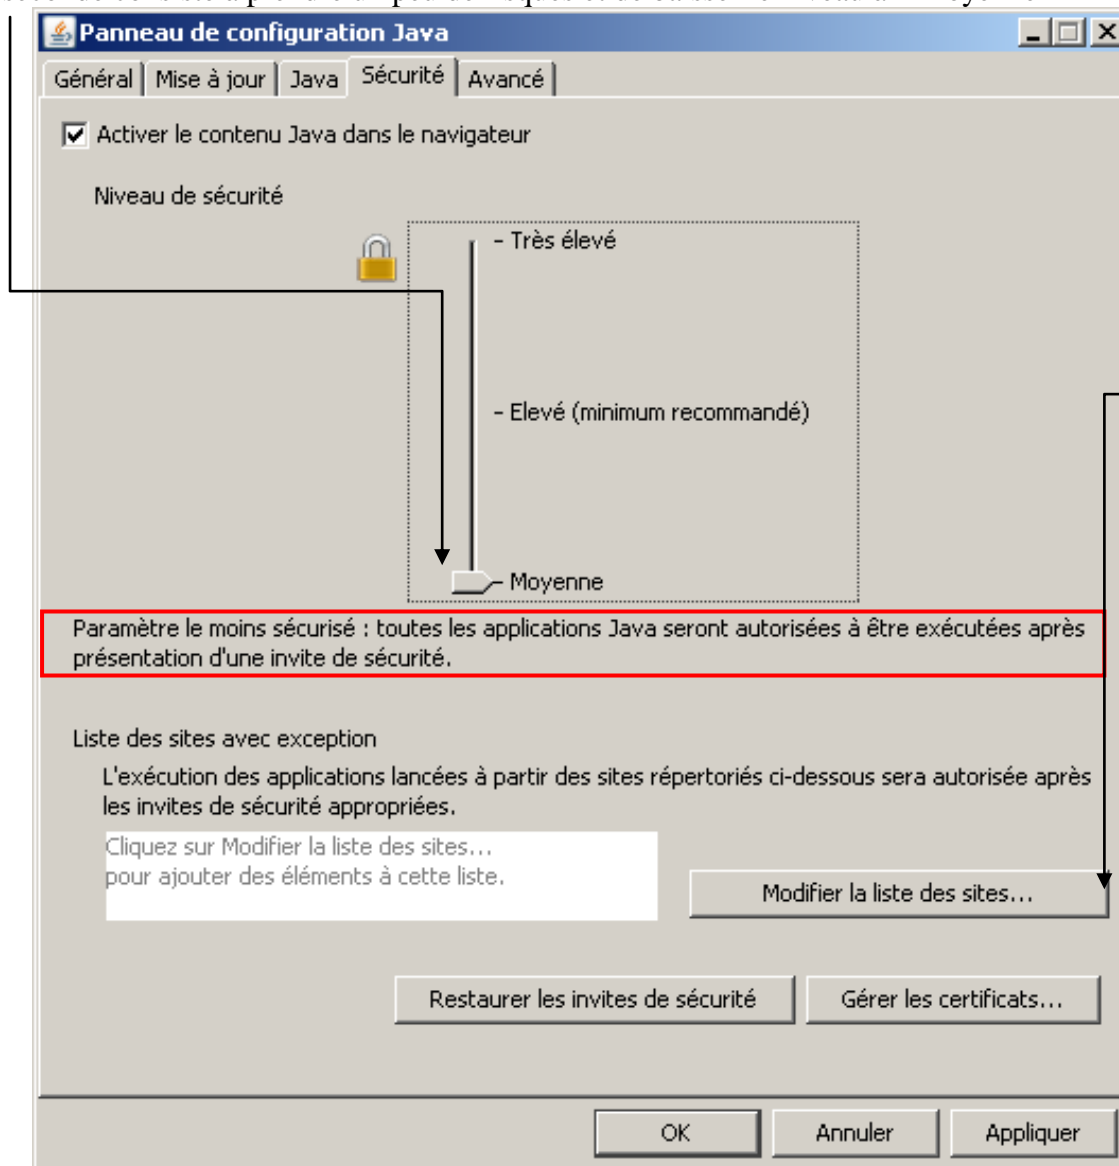 Panneau de configuration Java
Général Mise à jour Java Sécurité Avancé
Activer le contenu Java dans le navigateur
Niveau de sécurité
- Très élevé
- Elevé (minimum recommandé)
- Moyenne
Paramètre le moins sécurisé : toutes les applications Java seront autorisées à être exécutées après
présentation d'une invite de sécurité.
Liste des sites avec exception
L'exécution des applications lancées à partir des sites répertoriés ci-dessous sera autorisée après
les invites de sécurité appropriées.
Cliquez sur Modifier la liste des sites...
pour ajouter des éléments à cette liste.
Modifier la liste des sites...
Restaurer les invites de sécurité Gérer les certificats...
OK Annuler Appliquer